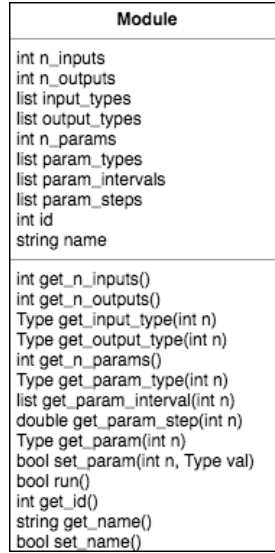 Module
int n_inputs
int n_outputs
list input_types
list output_types
int n_params
list param_types
list param_intervals
list param_steps
int id
string name
int get_n_inputs()
int get_n_outputs()
Type get_input_type(int n)
Type get_output_type(int n)
int get_n_params()
Type get_param_type(int n)
list get_param_interval(int n)
double get_param_step(int n)
Type get_param(int n)
bool set_param(int n, Type val)
bool run()
int get_id()
string get_name()
bool set_name()